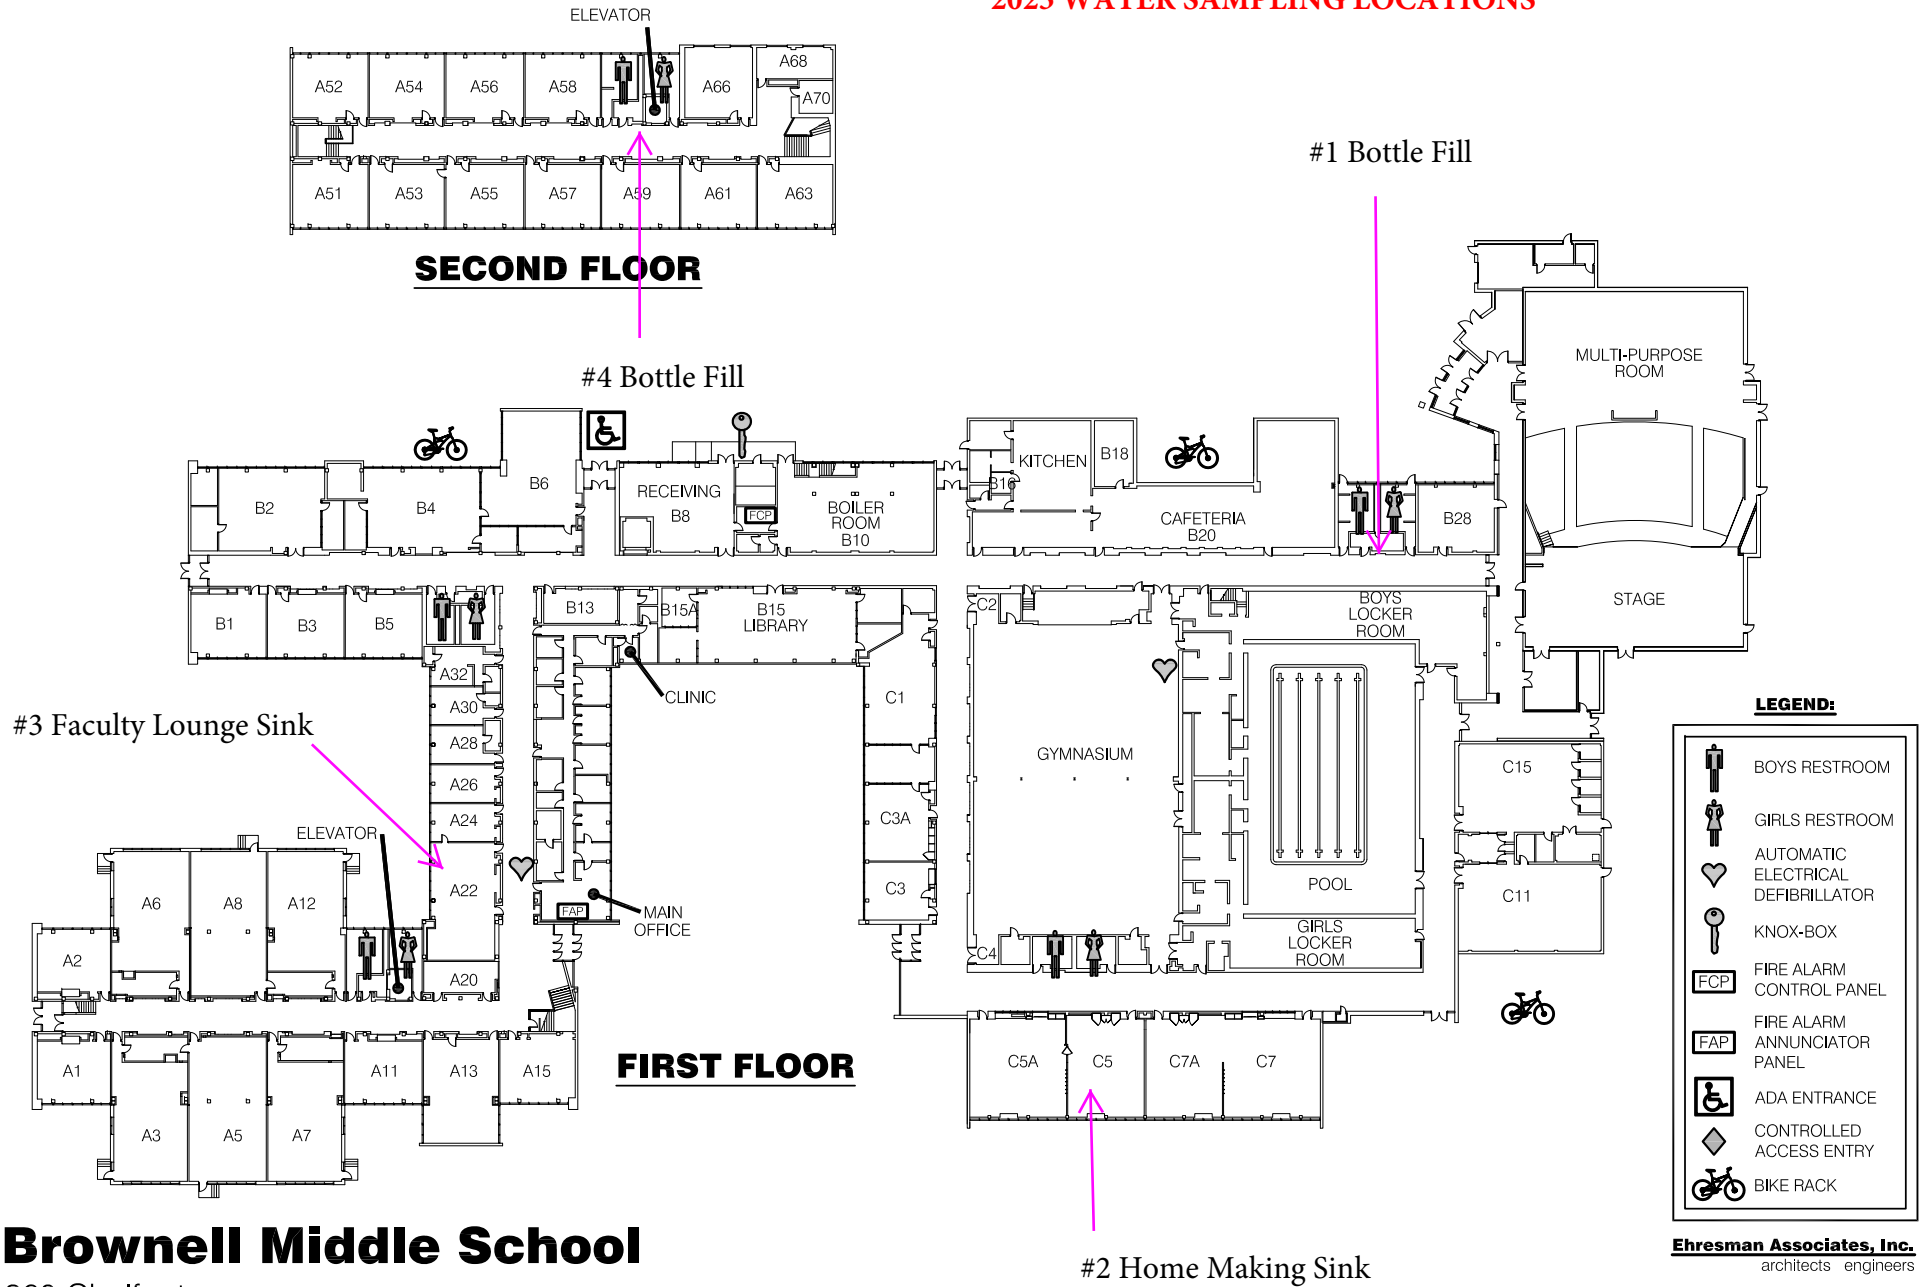 2023 WATER SAMPLING LOCATIONS
ELEVATOR
A52
A54
A56
A58
A66
A68
A70
A51
A53
A55
A57
A59
A61
A63
SECOND FLOOR
#1 Bottle Fill
#4 Bottle Fill
MULTI-PURPOSE
ROOM
B2
B4
B6
RECEIVING
B8
FCP
BOILER
ROOM
B10
KITCHEN
B16
B18
CAFETERIA
B20
B28
STAGE
B1
B3
B5
B13
B15A
B15
LIBRARY
C2
BOYS
LOCKER
ROOM
A32
A30
A28
A26
A24
A22
A20
CLINIC
C1
C3A
C3
GYMNASIUM
POOL
C15
C11
#3 Faculty Lounge Sink
ELEVATOR
A6
A8
A12
A2
MAIN
OFFICE
FAP
C4
GIRLS
LOCKER
ROOM
A1
A3
A5
A7
A11
A13
A15
FIRST FLOOR
C5A
C5
C7A
C7
#2 Home Making Sink
LEGEND:
BOYS RESTROOM
GIRLS RESTROOM
AUTOMATIC
ELECTRICAL
DEFIBRILLATOR
KNOX-BOX
FCP
FIRE ALARM
CONTROL PANEL
FAP
FIRE ALARM
ANNUNCIATOR
PANEL
ADA ENTRANCE
CONTROLLED
ACCESS ENTRY
BIKE RACK
Ehresman Associates, Inc.
architects engineers
Brownell Middle School